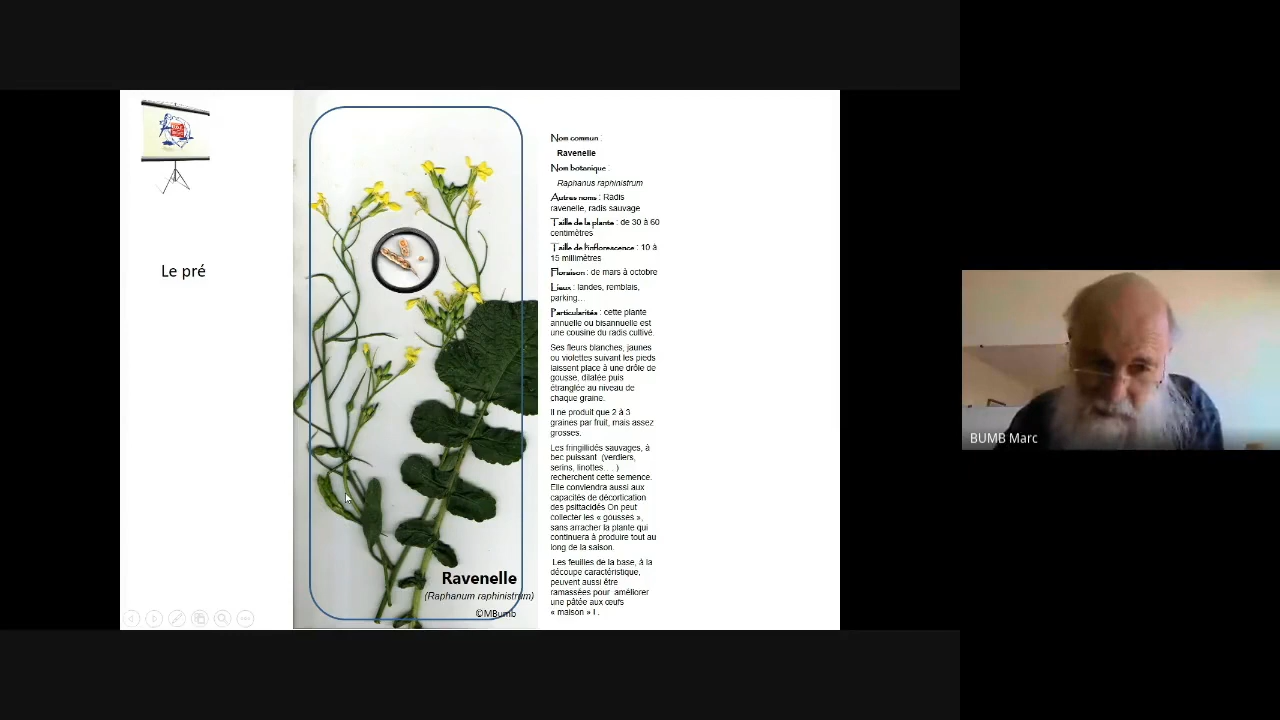 Le pré
Ravenelle
(Raphanum raphinistrum)
©MBumb
Nom commun :
Ravenelle
Nom botanique :
Raphanus raphinistrum
Autres noms : Radis
ravenelle, radis sauvage
Taille de la plante : de 30 à 60
centimètres
Taille de l'inflorescence : 10 à
15 millimètres
Floraison : de mars à octobre
Lieux : landes, remblais,
parking…
Particularités : cette plante
annuelle ou bisannuelle est
une cousine du radis cultivé.
Ses fleurs blanches, jaunes
ou violettes suivant les pieds
laissent place à une drôle de
gousse, dilatée puis
étranglée au niveau de
chaque graine.
Il ne produit que 2 à 3
graines par fruit, mais assez
grosses.
Les fringillidés sauvages, à
bec puissant (verdiers,
serins, linottes…)
recherchent cette semence.
Elle conviendra aussi aux
capacités de décortication
des psittacidés On peut
collecter les « gousses »,
sans arracher la plante qui
continuera à produire tout au
long de la saison.
Les feuilles de la base, à la
découpe caractéristique,
peuvent aussi être
ramassées pour améliorer
une pâtée aux œufs
« maison » ! .
BUMB Marc